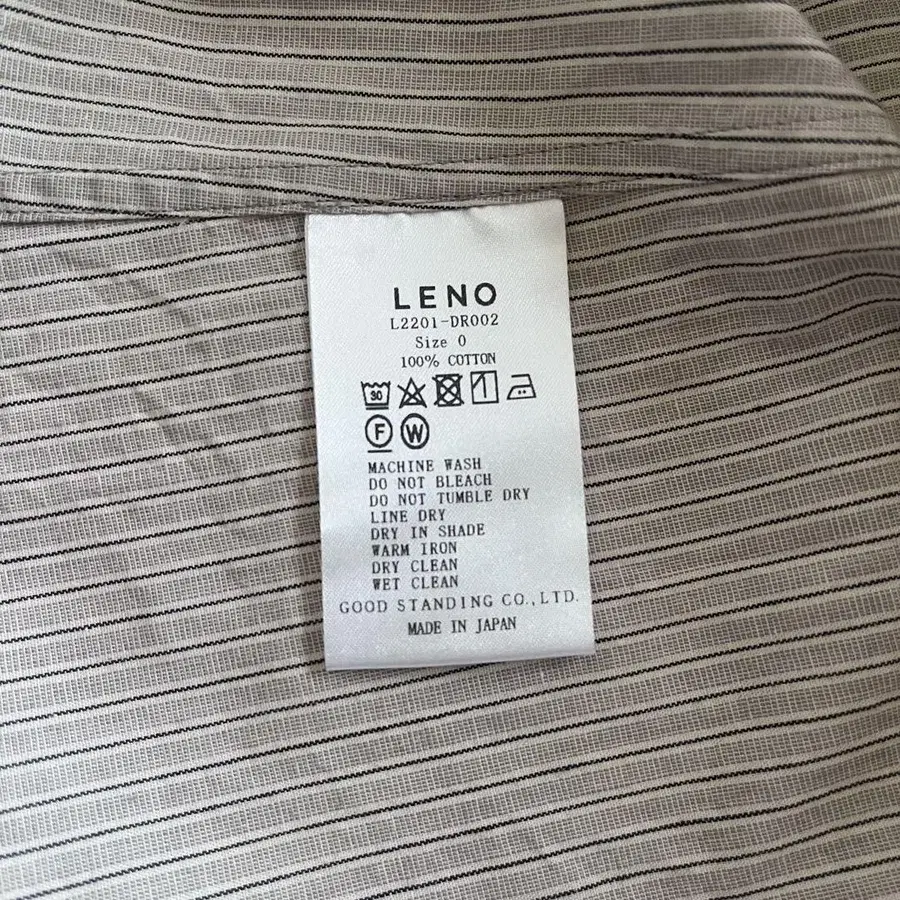 LENO
L2201-DR002
Size 0
100% COTTON
30
F W
MACHINE WASH
DO NOT BLEACH
DO NOT TUMBLE DRY
LINE DRY
DRY IN SHADE
WARM IRON
DRY CLEAN
WET CLEAN
GOOD STANDING CO.,LTD.
MADE IN JAPAN